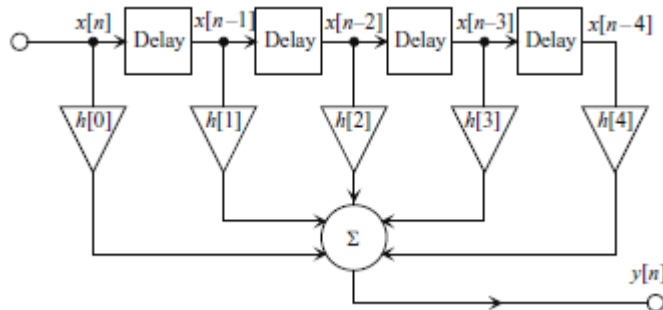 x[n] x[n–1] x[n–2] x[n–3] x[n–4]
Delay Delay Delay Delay
h[0] h[1] h[2] h[3] h[4]
Σ
y[n]